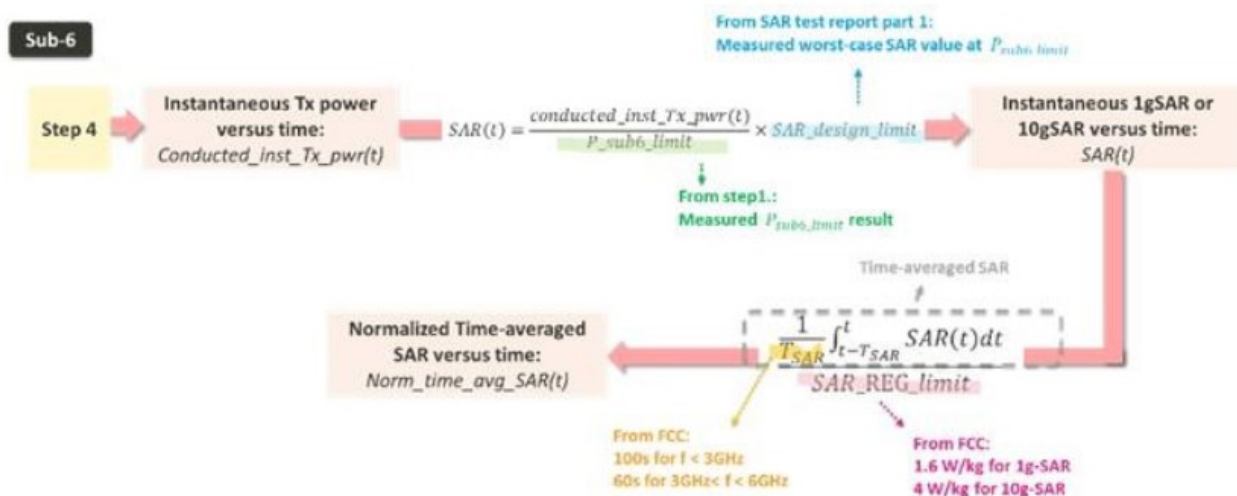 Sub-6
From SAR test report part 1:
Measured worst-case SAR value at P_sub6_limit
Step 4
Instantaneous Tx power
versus time:
Conducted_inst_Tx_pwr(t)
SAR(t) = conducted_inst_Tx_pwr(t) / P_sub6_limit × SAR_design_limit
Instantaneous 1gSAR or
10gSAR versus time:
SAR(t)
From step1.:
Measured P_sub6_limit result
Time-averaged SAR
Normalized Time-averaged
SAR versus time:
Norm_time_avg_SAR(t)
1/T_SAR ∫_{t−T_SAR}^{t} SAR(t)dt
SAR_REG_limit
From FCC:
100s for f < 3GHz
60s for 3GHz< f < 6GHz
From FCC:
1.6 W/kg for 1g-SAR
4 W/kg for 10g-SAR